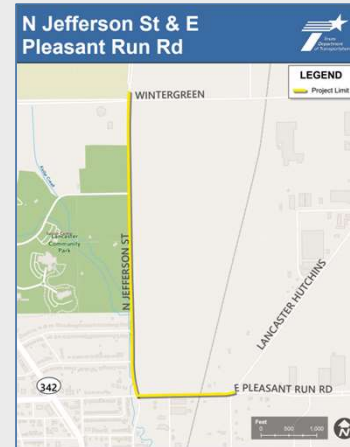 N Jefferson St & E
Pleasant Run Rd
Texas
Department
of Transportation
LEGEND
Project Limit
WINTERGREEN
Lancaster
Community
Park
N JEFFERSON ST
LANCASTER HUTCHINS
342
E PLEASANT RUN RD
Feet
0 500 1,000
N